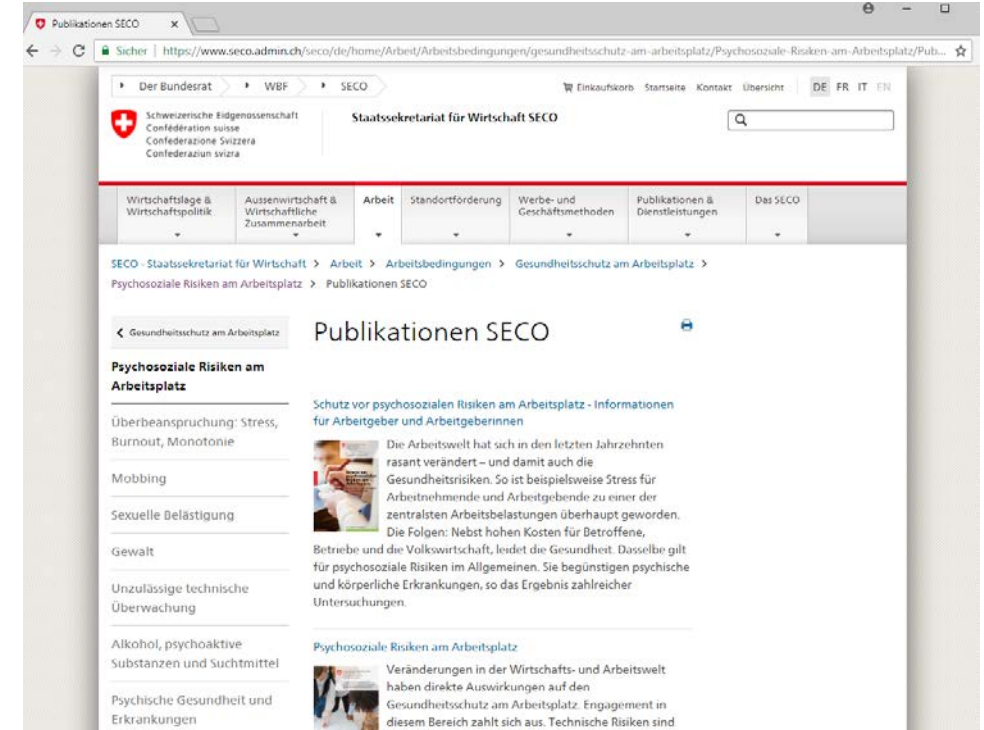 Publikationen SECO
Sicher | https://www.seco.admin.ch/seco/de/home/Arbeit/Arbeitsbedingungen/gesundheitsschutz-am-arbeitsplatz/Psychosoziale-Risiken-am-Arbeitsplatz/Pub...
Der Bundesrat WBF SECO Einkaufskorb Startseite Kontakt Übersicht DE FR IT EN
Schweizerische Eidgenossenschaft
Confédération suisse
Confederazione Svizzera
Confederaziun svizra
Staatssekretariat für Wirtschaft SECO
Wirtschaftslage &
Wirtschaftspolitik
Aussenwirtschaft &
Wirtschaftliche
Zusammenarbeit
Arbeit
Standortförderung
Werbe- und
Geschäftsmethoden
Publikationen &
Dienstleistungen
Das SECO
SECO - Staatssekretariat für Wirtschaft > Arbeit > Arbeitsbedingungen > Gesundheitsschutz am Arbeitsplatz >
Psychosoziale Risiken am Arbeitsplatz > Publikationen SECO
Gesundheitsschutz am Arbeitsplatz
Psychosoziale Risiken am
Arbeitsplatz
Überbeanspruchung: Stress,
Burnout, Monotonie
Mobbing
Sexuelle Belästigung
Gewalt
Unzulässige technische
Überwachung
Alkohol, psychoaktive
Substanzen und Suchtmittel
Psychische Gesundheit und
Erkrankungen
Publikationen SECO
Schutz vor psychosozialen Risiken am Arbeitsplatz - Informationen
für Arbeitgeber und Arbeitgeberinnen
Die Arbeitswelt hat sich in den letzten Jahrzehnten
rasant verändert – und damit auch die
Gesundheitsrisiken. So ist beispielsweise Stress für
Arbeitnehmende und Arbeitgebende zu einer der
zentralsten Arbeitsbelastungen überhaupt geworden.
Die Folgen: Nebst hohen Kosten für Betroffene,
Betriebe und die Volkswirtschaft, leidet die Gesundheit. Dasselbe gilt
für psychosoziale Risiken im Allgemeinen. Sie begünstigen psychische
und körperliche Erkrankungen, so das Ergebnis zahlreicher
Untersuchungen.
Psychosoziale Risiken am Arbeitsplatz
Veränderungen in der Wirtschafts- und Arbeitswelt
haben direkte Auswirkungen auf den
Gesundheitsschutz am Arbeitsplatz. Engagement in
diesem Bereich zahlt sich aus. Technische Risiken sind